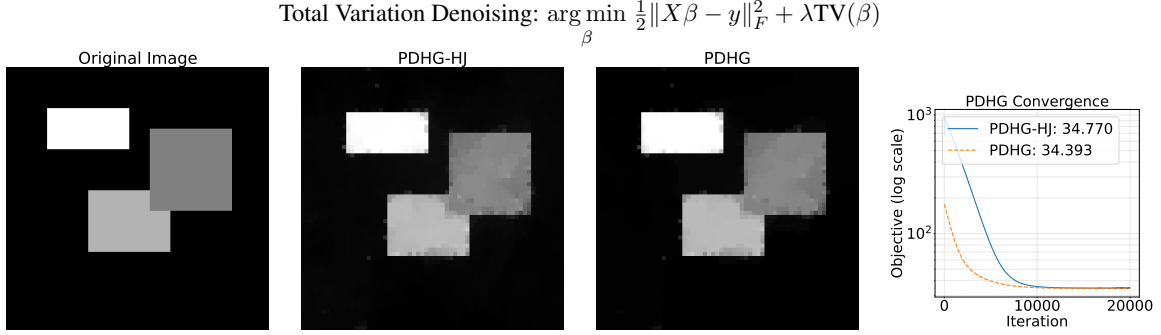 Total Variation Denoising: arg min ½‖Xβ − y‖²_F + λTV(β)
β
Original Image
PDHG-HJ
PDHG
PDHG Convergence
Objective (log scale)
10³
10²
PDHG-HJ: 34.770
PDHG: 34.393
0
10000
20000
Iteration